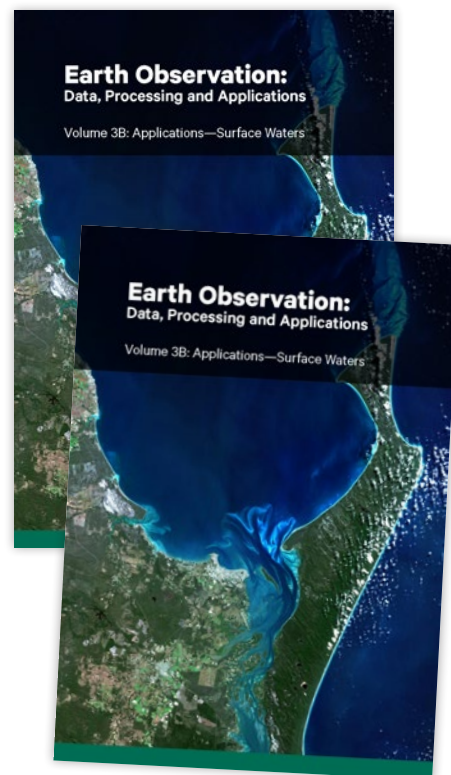 Earth Observation:
Data, Processing and Applications
Volume 3B: Applications—Surface Waters
Earth Observation:
Data, Processing and Applications
Volume 3B: Applications—Surface Waters